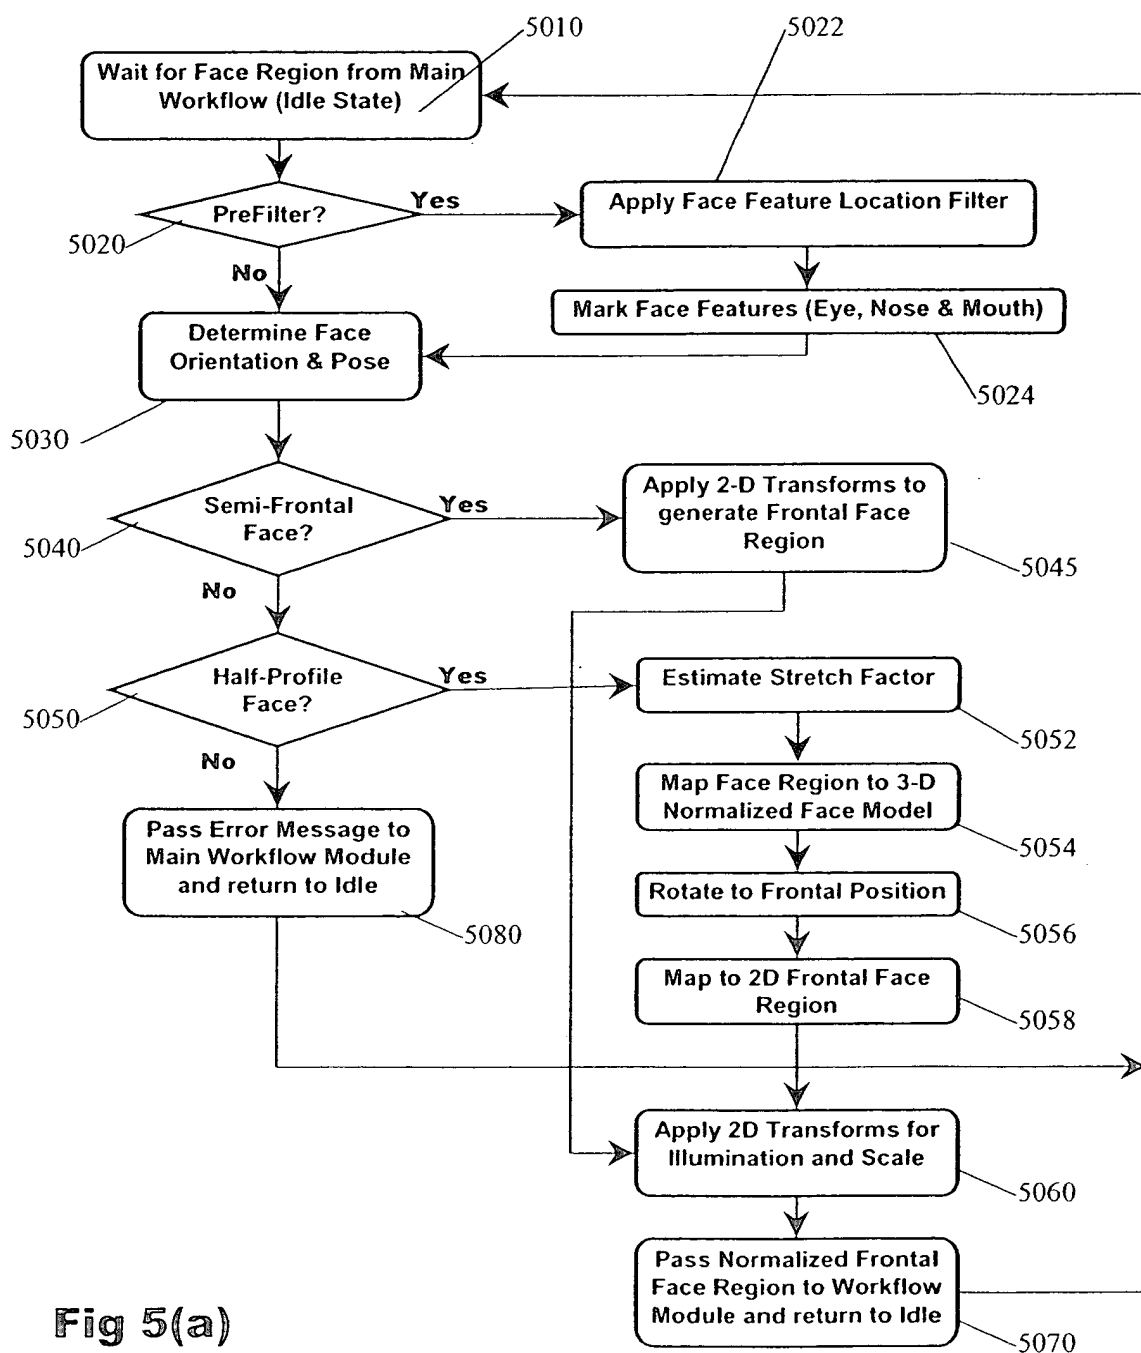 5010
5022
Wait for Face Region from Main
Workflow (Idle State)
PreFilter?
Yes
Apply Face Feature Location Filter
5020
No
Mark Face Features (Eye, Nose & Mouth)
Determine Face
Orientation & Pose
5024
5030
Semi-Frontal
Face?
Yes
Apply 2-D Transforms to
generate Frontal Face
Region
5040
5045
No
Half-Profile
Face?
Yes
Estimate Stretch Factor
5050
5052
No
Map Face Region to 3-D
Normalized Face Model
Pass Error Message to
Main Workflow Module
and return to Idle
5054
Rotate to Frontal Position
5080
5056
Map to 2D Frontal Face
Region
5058
Apply 2D Transforms for
Illumination and Scale
5060
Pass Normalized Frontal
Face Region to Workflow
Module and return to Idle
5070
Fig 5(a)